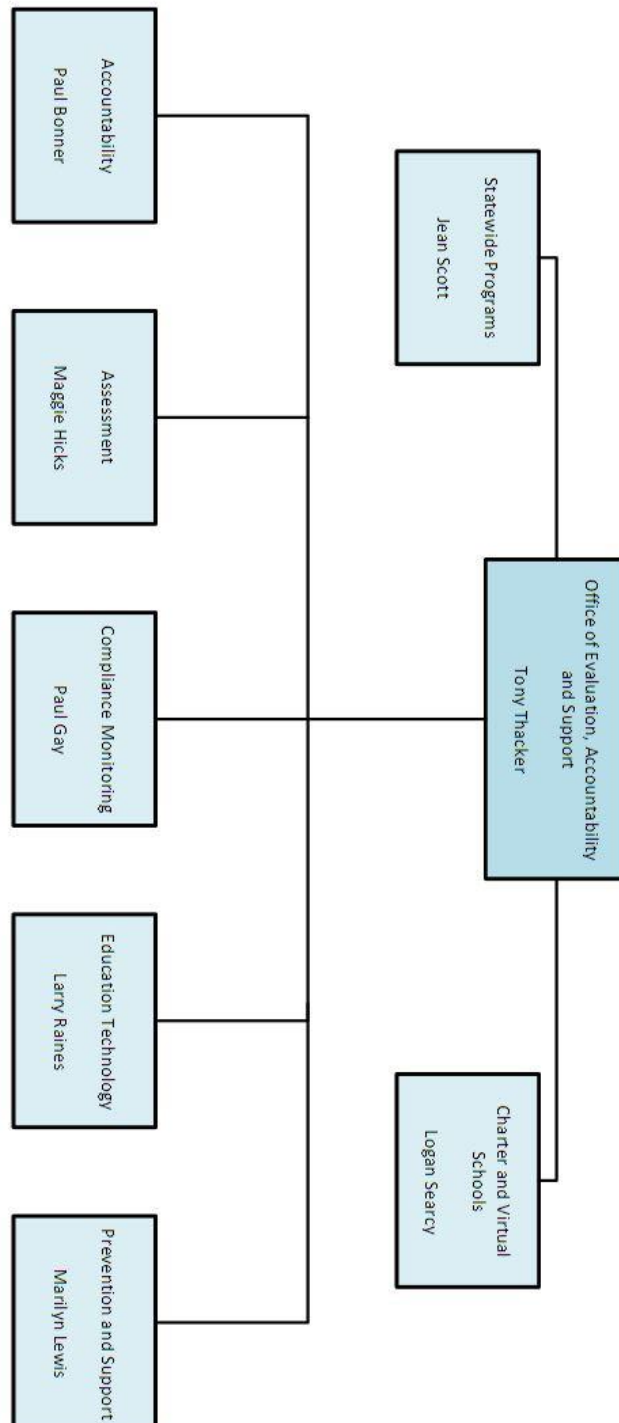 Office of Evaluation, Accountability
and Support
Tony Thacker
Statewide Programs
Jean Scott
Charter and Virtual
Schools
Logan Searcy
Accountability
Paul Bonner
Assessment
Maggie Hicks
Compliance Monitoring
Paul Gay
Education Technology
Larry Raines
Prevention and Support
Marilyn Lewis